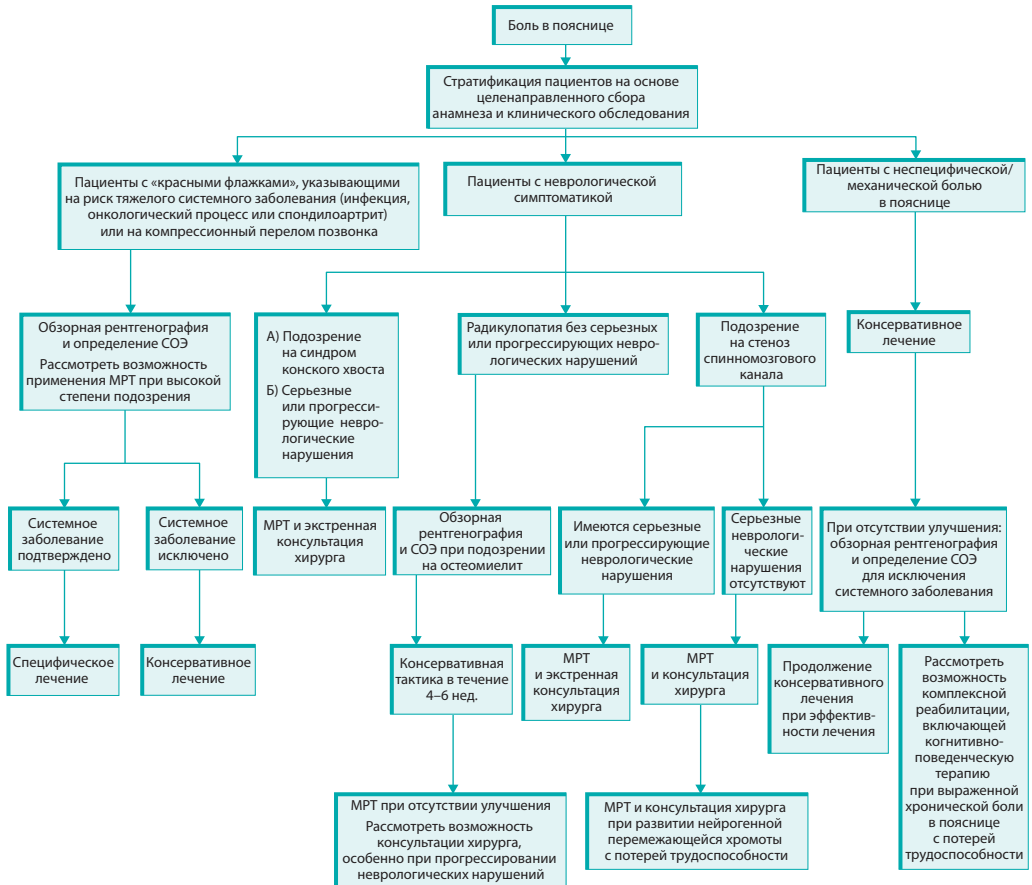 Боль в пояснице
Стратификация пациентов на основе
целенаправленного сбора
анамнеза и клинического обследования
Пациенты с «красными флажками», указывающими
на риск тяжелого системного заболевания (инфекция,
онкологический процесс или спондилоартрит)
или на компрессионный перелом позвонка
Пациенты с неврологической
симптоматикой
Пациенты с неспецифической/
механической болью
в пояснице
Обзорная рентгенография
и определение СОЭ
Рассмотреть возможность
применения МРТ при высокой
степени подозрения
А) Подозрение
на синдром
конского хвоста
Б) Серьезные
или прогресси-
рующие невро-
логические
нарушения
Радикулопатия без серьезных
или прогрессирующих невро-
логических нарушений
Подозрение
на стеноз
спинномозгового
канала
Консервативное
лечение
Системное
заболевание
подтверждено
Системное
заболевание
исключено
МРТ и экстренная
консультация
хирурга
Обзорная
рентгенография
и СОЭ при подозрении
на остеомиелит
Имеются серьезные
или прогрессирующие
неврологические
нарушения
Серьезные
неврологи-
ческие
нарушения
отсутствуют
При отсутствии улучшения:
обзорная рентгенография
и определение СОЭ
для исключения
системного заболевания
Специфическое
лечение
Консервативное
лечение
Консервативная
тактика в течение
4–6 нед.
МРТ
и экстренная
консультация
хирурга
МРТ
и консультация
хирурга
Продолжение
консервативного
лечения
при эффектив-
ности лечения
Рассмотреть
возможность
комплексной
реабилитации,
включающей
когнитивно-
поведенческую
терапию
при выраженной
хронической боли
в пояснице
с потерей
трудоспособности
МРТ при отсутствии улучшения
Рассмотреть возможность
консультации хирурга,
особенно при прогрессировании
неврологических нарушений
МРТ и консультация хирурга
при развитии нейрогенной
перемежающейся хромоты
с потерей трудоспособности